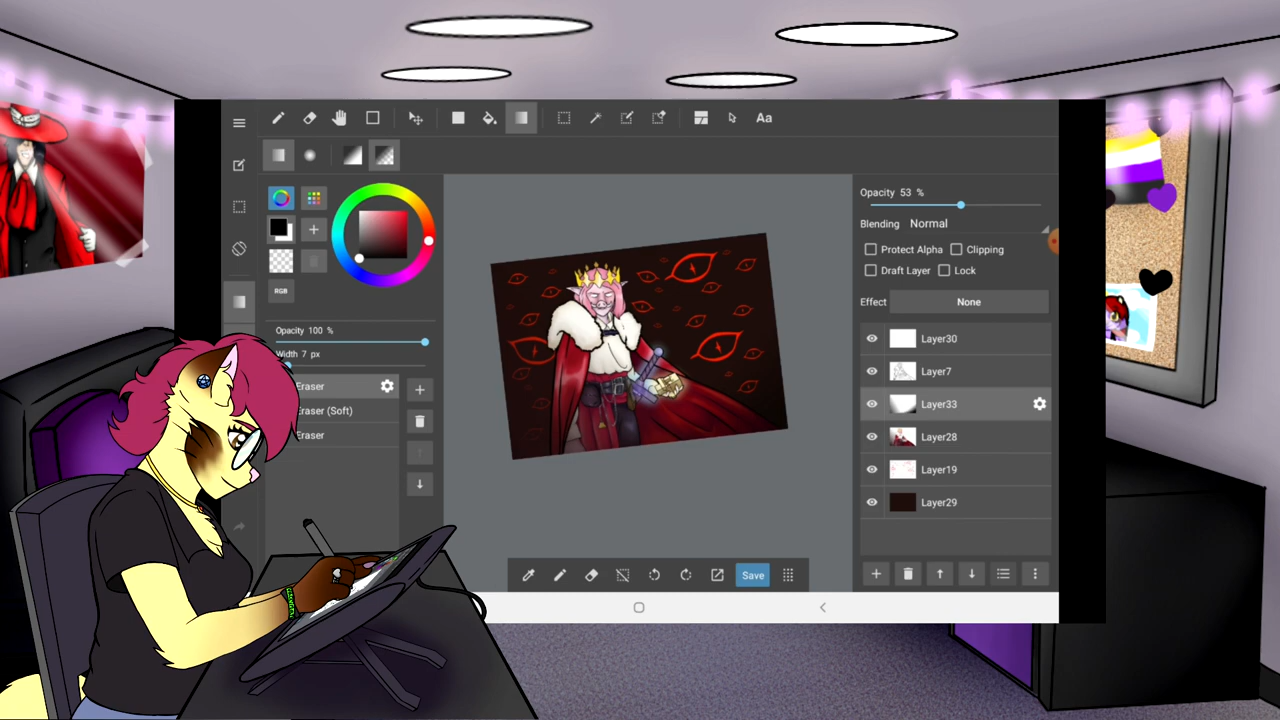 Aa
Opacity 53 %
Blending Normal
Protect Alpha Clipping
Draft Layer Lock
Effect None
RGB
Opacity 100 %
Width 7 px
Eraser
Eraser (Soft)
Eraser
Layer30
Layer7
Layer33
Layer28
Layer19
Layer29
Save